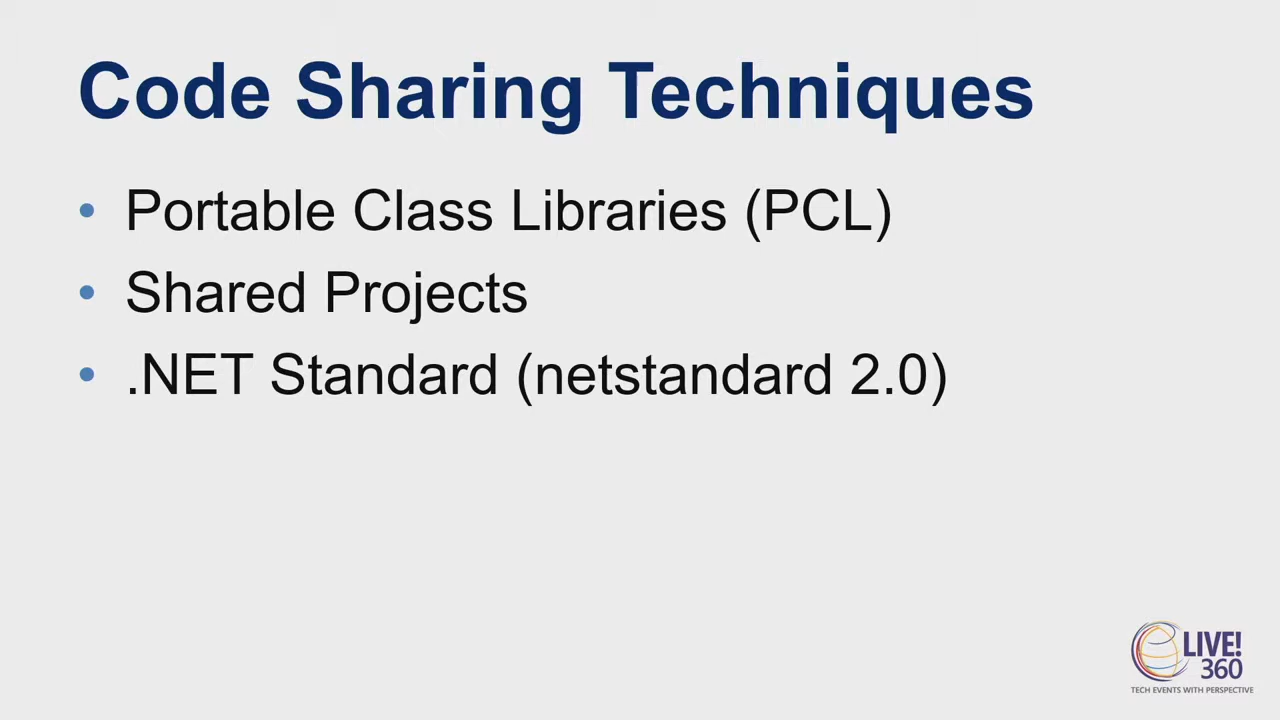 Code Sharing Techniques
• Portable Class Libraries (PCL)
• Shared Projects
• .NET Standard (netstandard 2.0)
LIVE!
360
TECH EVENTS WITH PERSPECTIVE